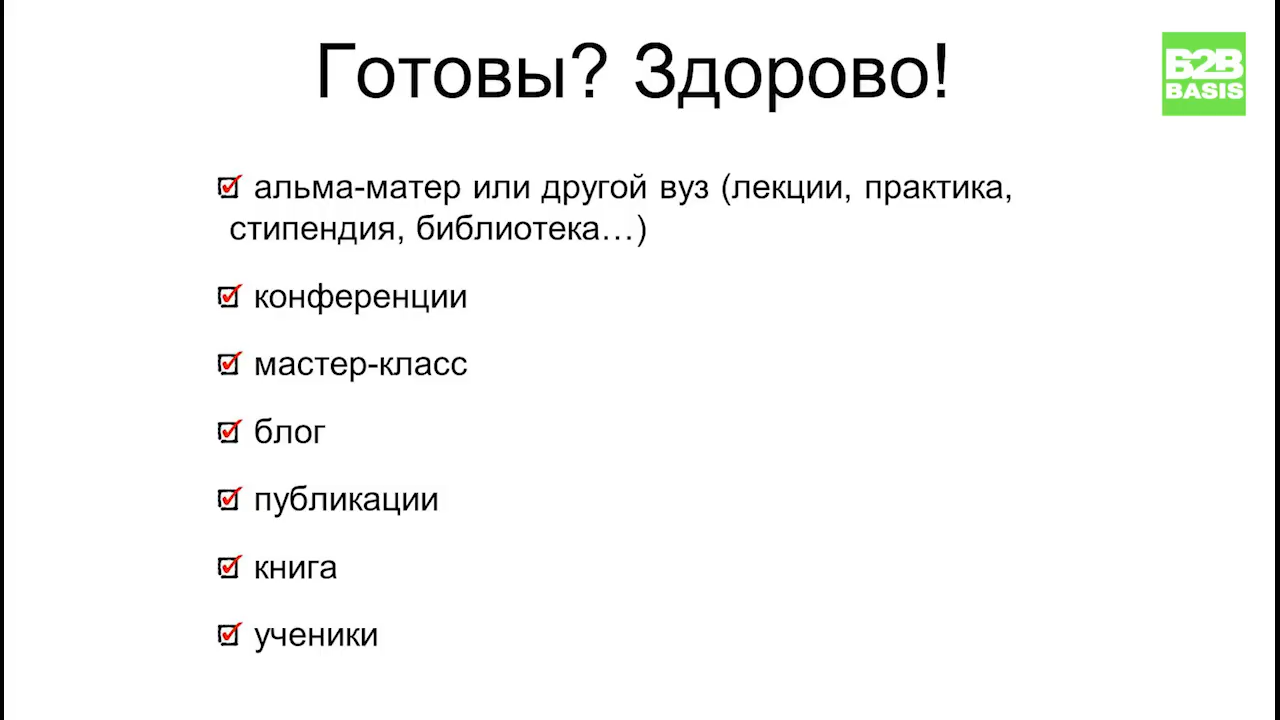 Готовы? Здорово!
B2B
BASIS
альма-матер или другой вуз (лекции, практика,
стипендия, библиотека…)
конференции
мастер-класс
блог
публикации
книга
ученики